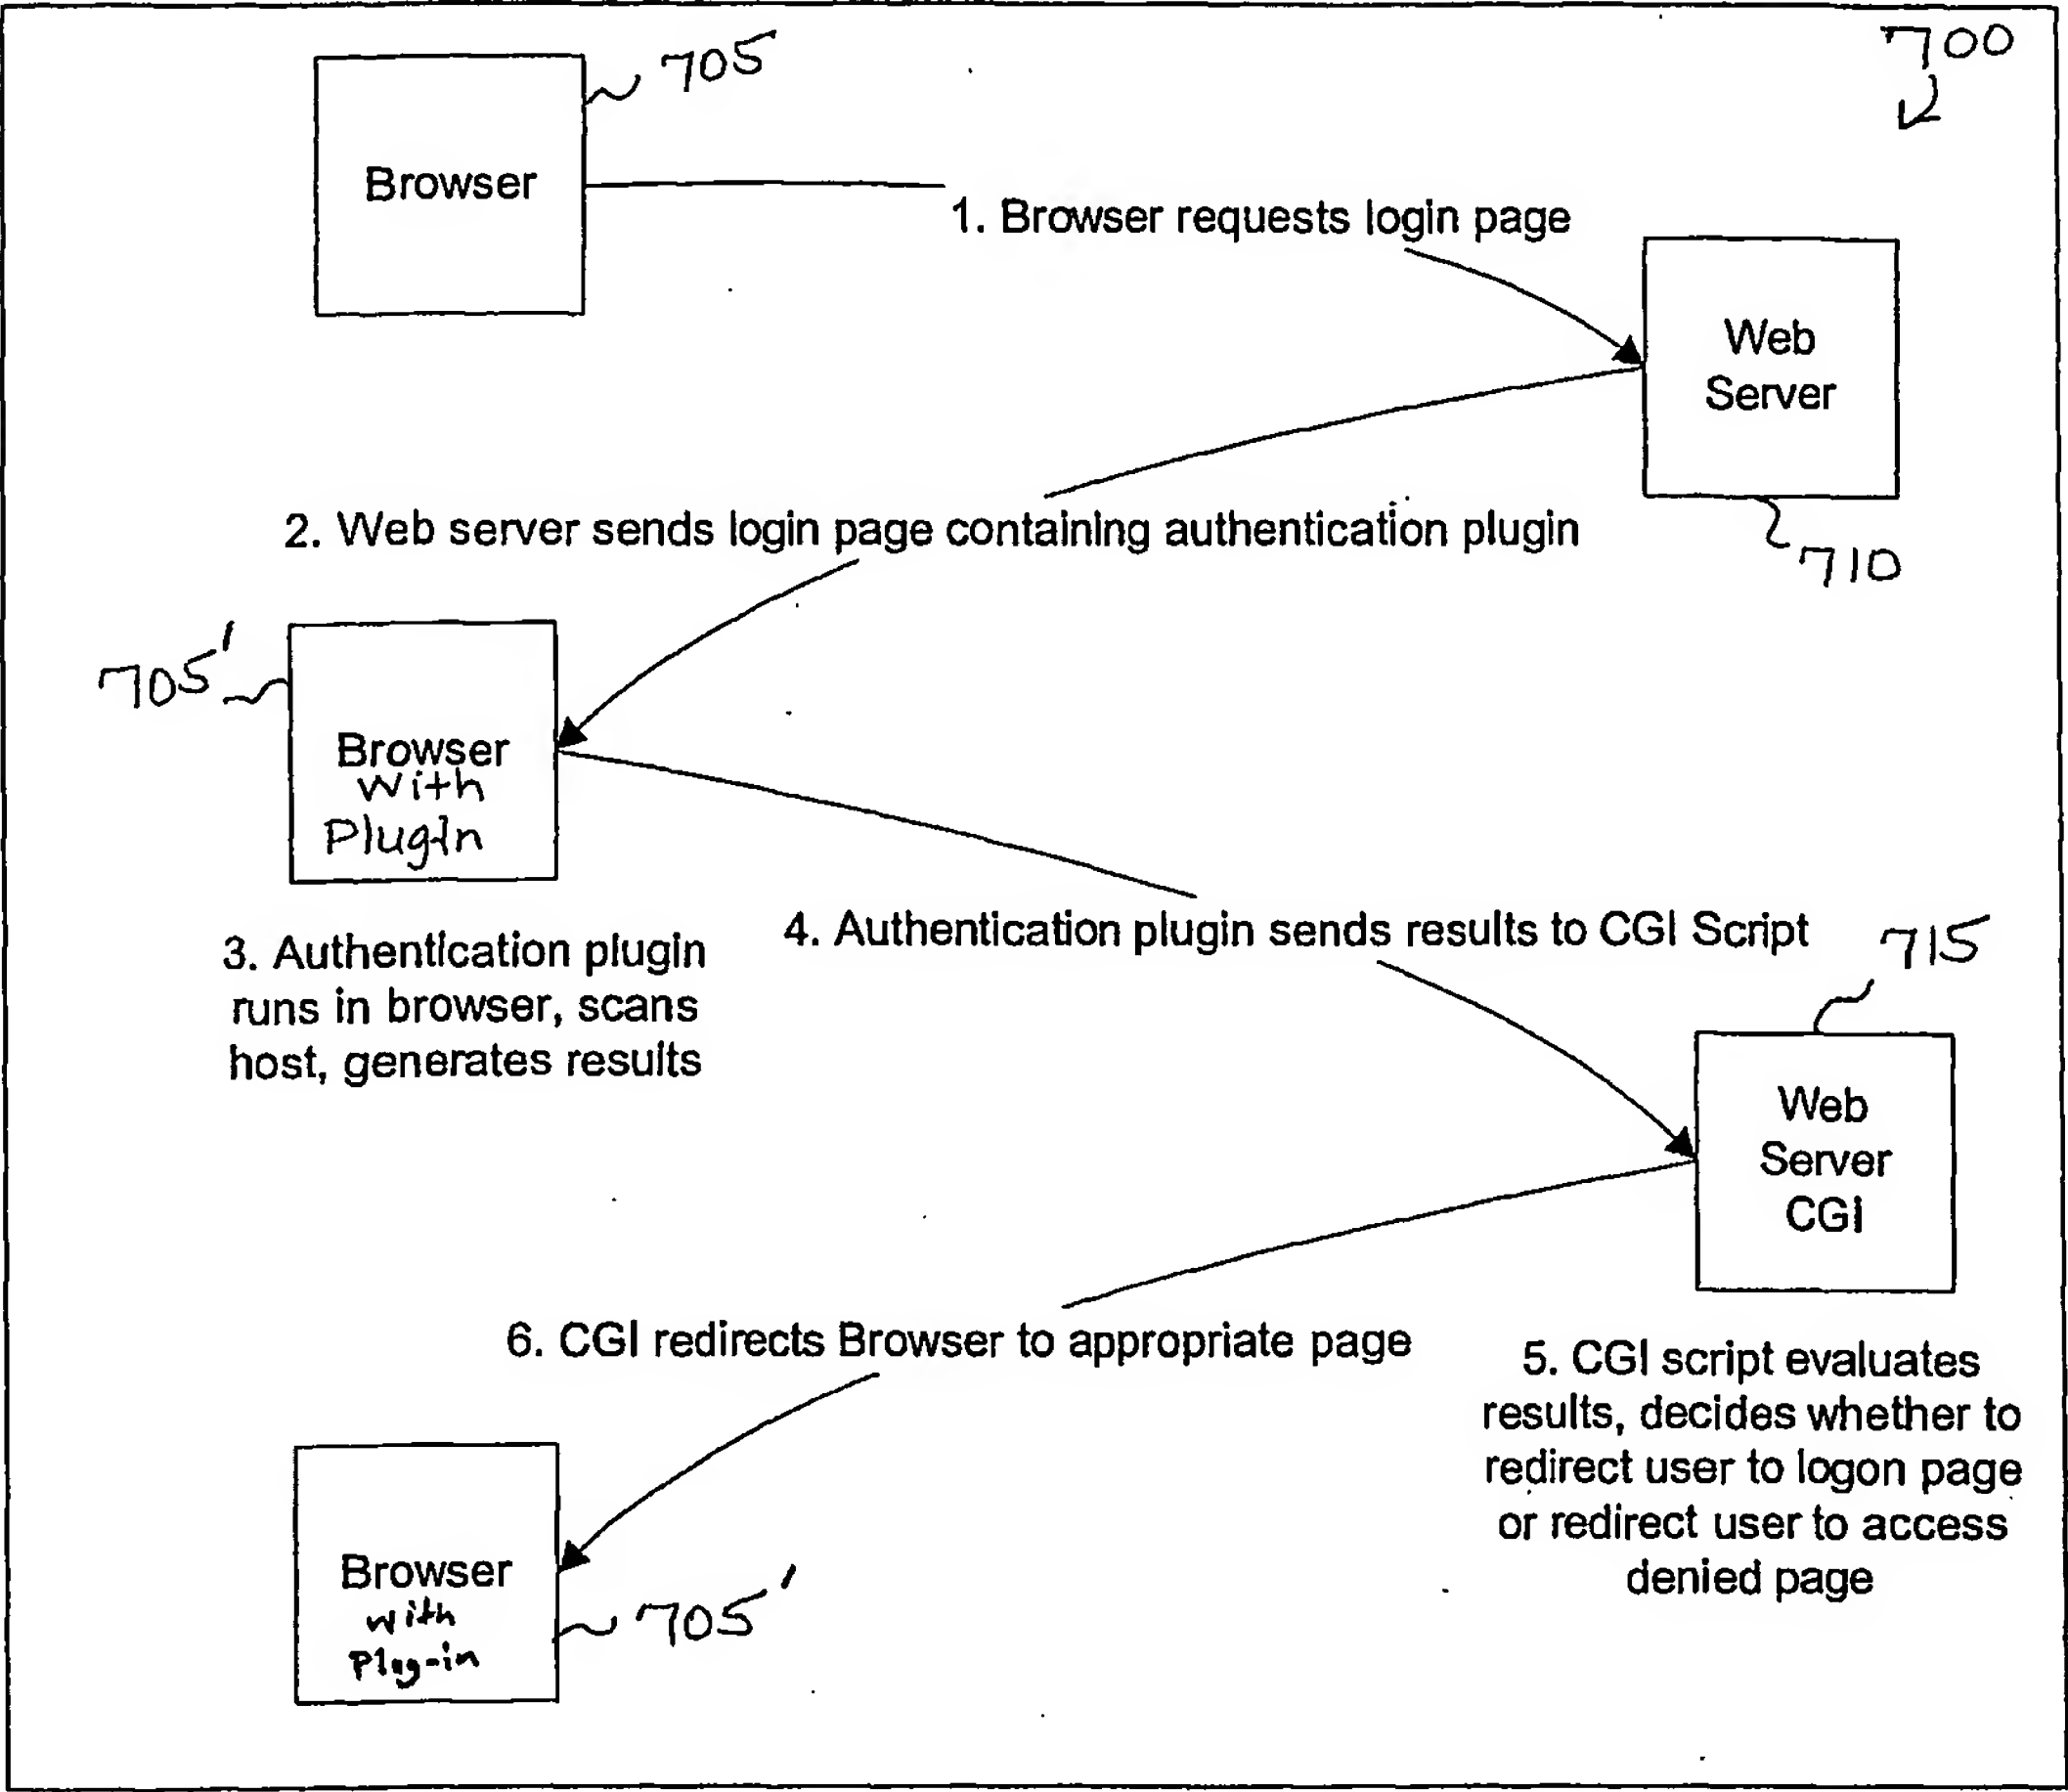 700
705
Browser
1. Browser requests login page
Web
Server
710
2. Web server sends login page containing authentication plugin
705'
Browser
with
Plug-In
3. Authentication plugin
runs in browser, scans
host, generates results
4. Authentication plugin sends results to CGI Script
715
Web
Server
CGI
5. CGI script evaluates
results, decides whether to
redirect user to logon page
or redirect user to access
denied page
6. CGI redirects Browser to appropriate page
Browser
with
Plug-in
705'